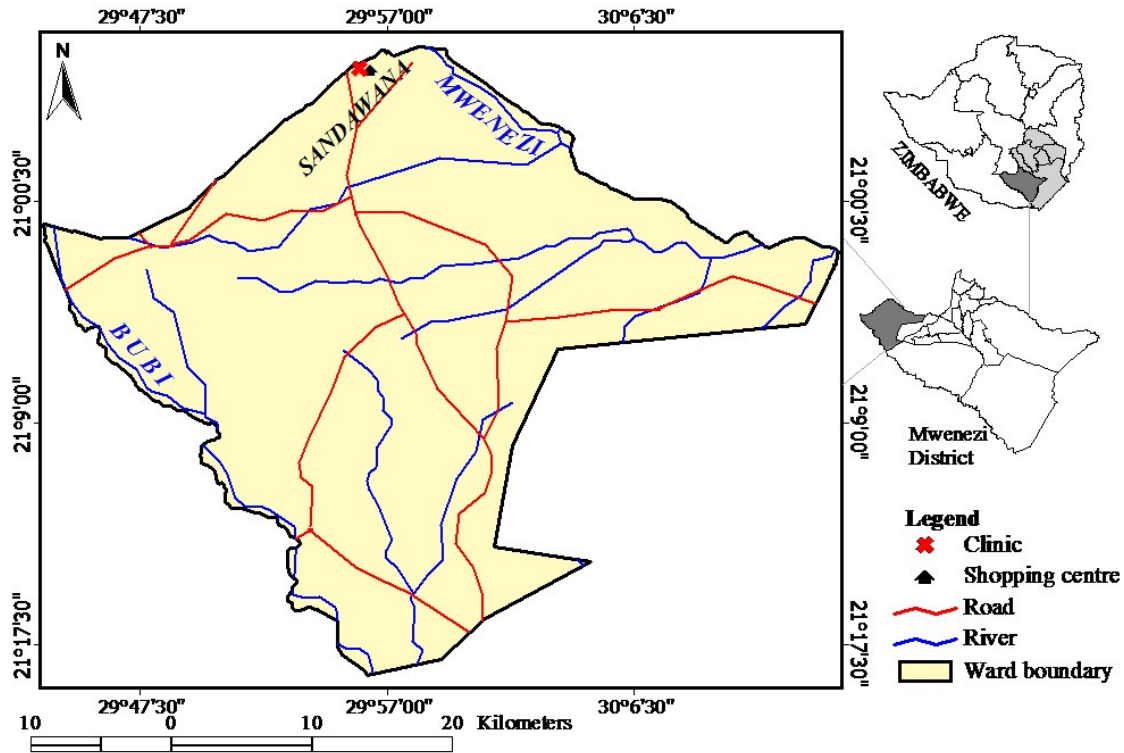 29°47'30"
29°57'00"
30°6'30"
N
SANDAWANA
MWENEZI
BUBI
21°00'30"
21°9'00"
21°17'30"
21°00'30"
21°9'00"
21°17'30"
29°47'30"
29°57'00"
30°6'30"
10 0 10 20 Kilometers
ZIMBABWE
Mwenezi
District
Legend
Clinic
Shopping centre
Road
River
Ward boundary